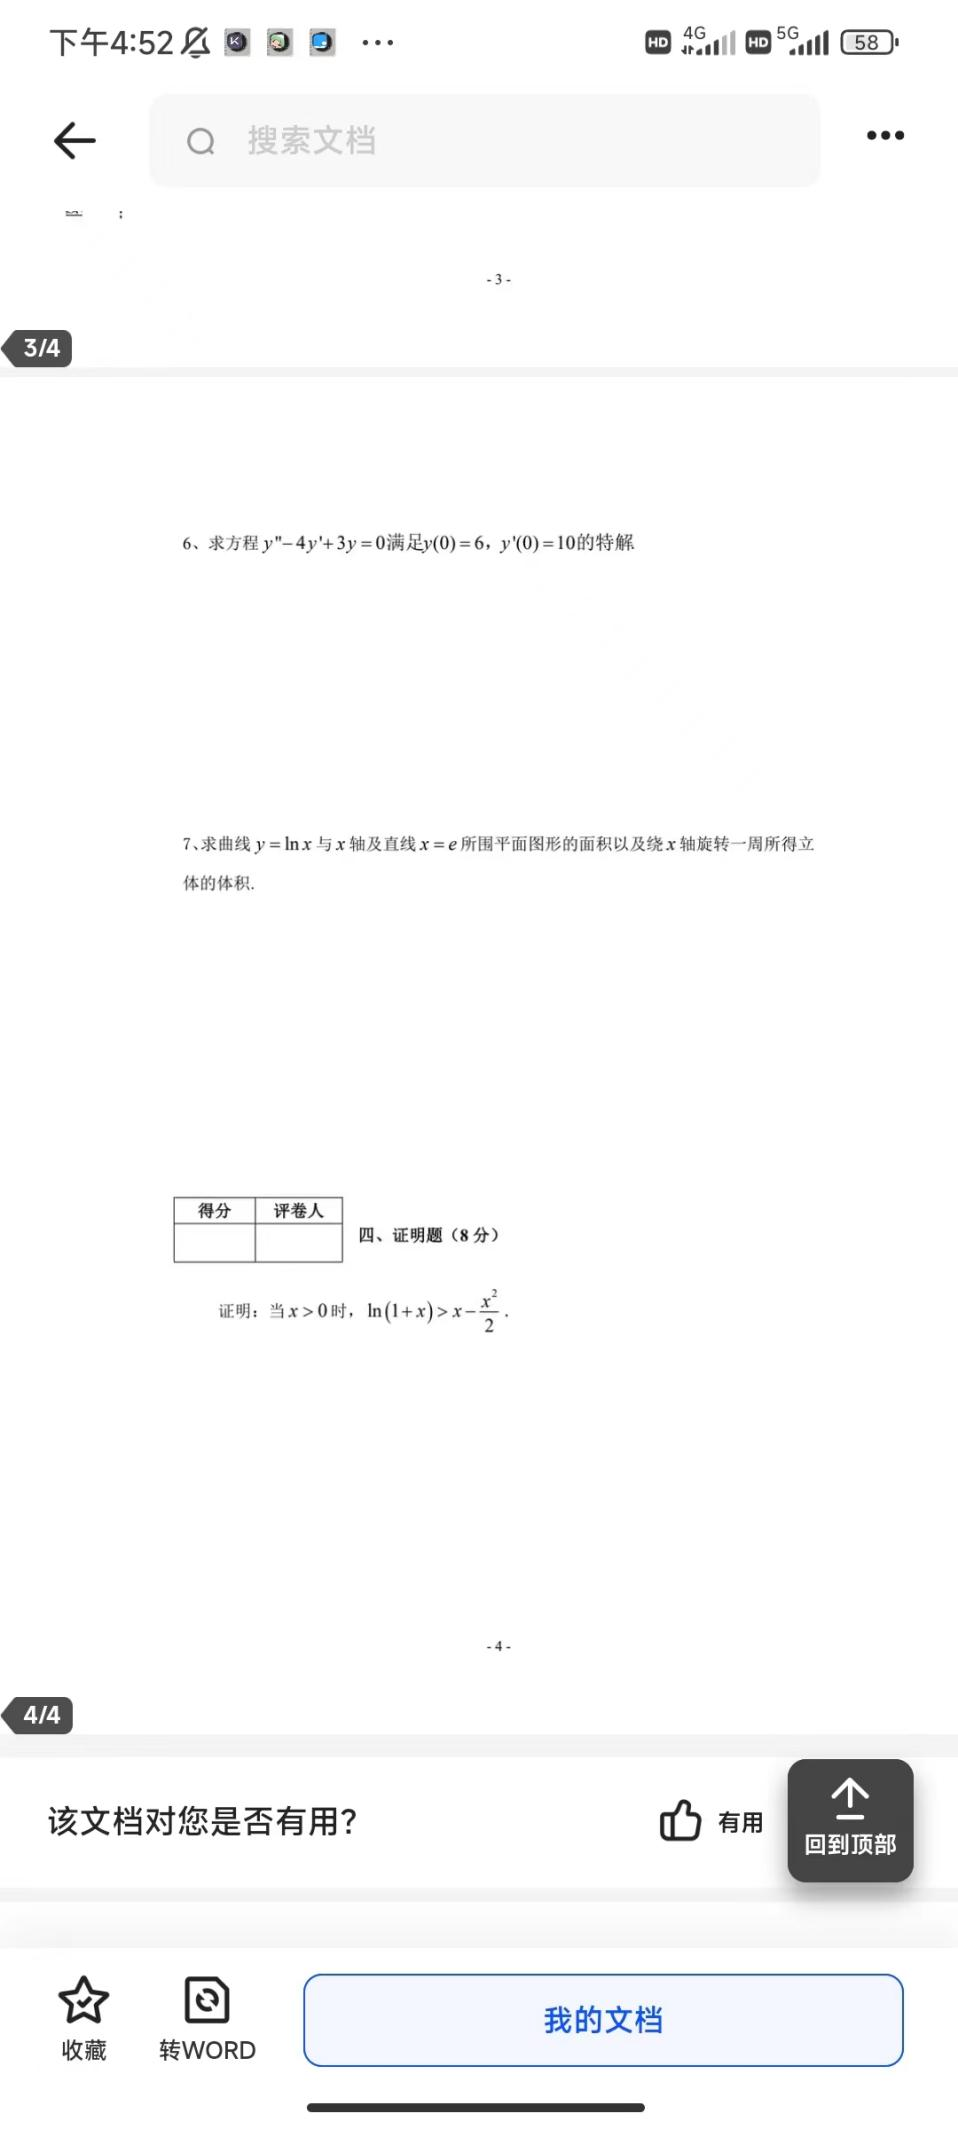 下午4:52 4G 5G 58
搜索文档
- 3 -
3/4
6、求方程 y''-4y'+3y=0满足y(0)=6，y'(0)=10的特解
7、求曲线 y=ln x 与 x 轴及直线 x=e 所围平面图形的面积以及绕 x 轴旋转一周所得立
体的体积.
得分 评卷人
四、证明题（8 分）
证明：当 x>0 时，ln(1+x)>x-x²/2.
- 4 -
4/4
该文档对您是否有用? 有用
回到顶部
收藏 转WORD 我的文档